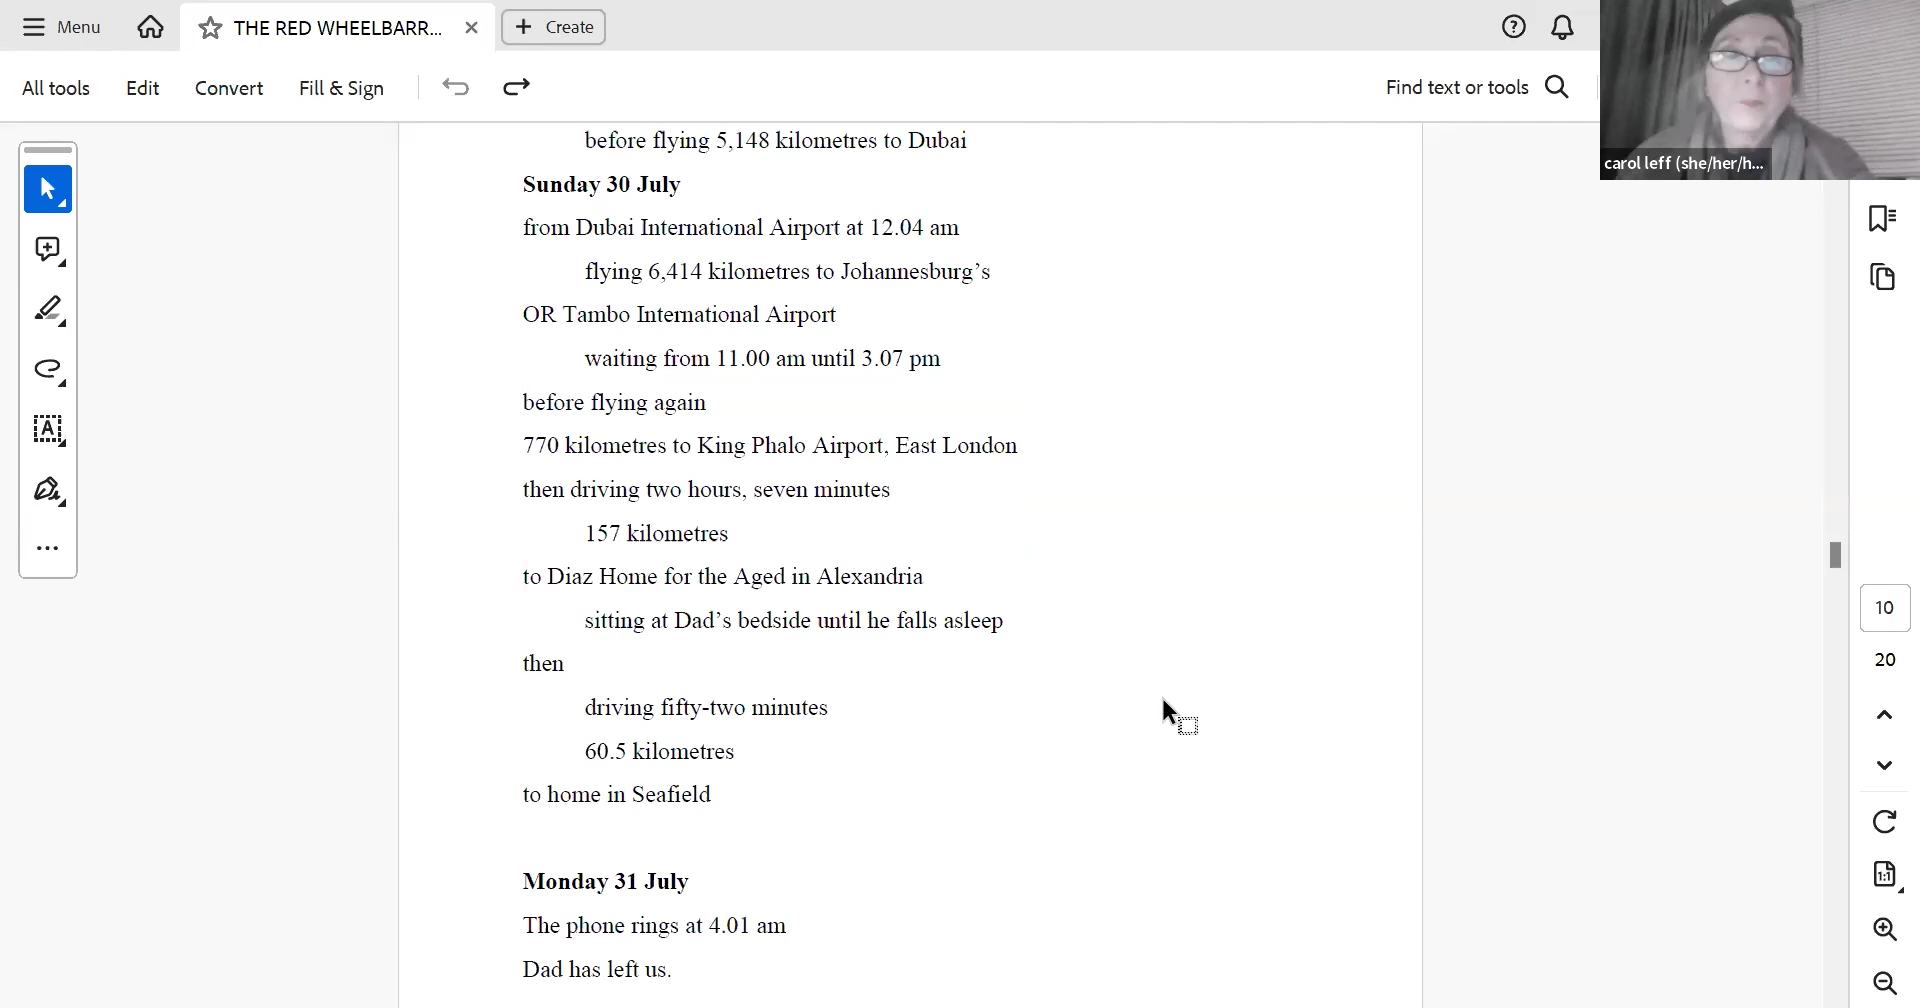 Menu
THE RED WHEELBARR...
Create
All tools
Edit
Convert
Fill & Sign
Find text or tools
carol leff (she/her/h...
before flying 5,148 kilometres to Dubai
Sunday 30 July
from Dubai International Airport at 12.04 am
flying 6,414 kilometres to Johannesburg’s
OR Tambo International Airport
waiting from 11.00 am until 3.07 pm
before flying again
770 kilometres to King Phalo Airport, East London
then driving two hours, seven minutes
157 kilometres
to Diaz Home for the Aged in Alexandria
sitting at Dad’s bedside until he falls asleep
then
driving fifty-two minutes
60.5 kilometres
to home in Seafield
Monday 31 July
The phone rings at 4.01 am
Dad has left us.
10
20
1:1